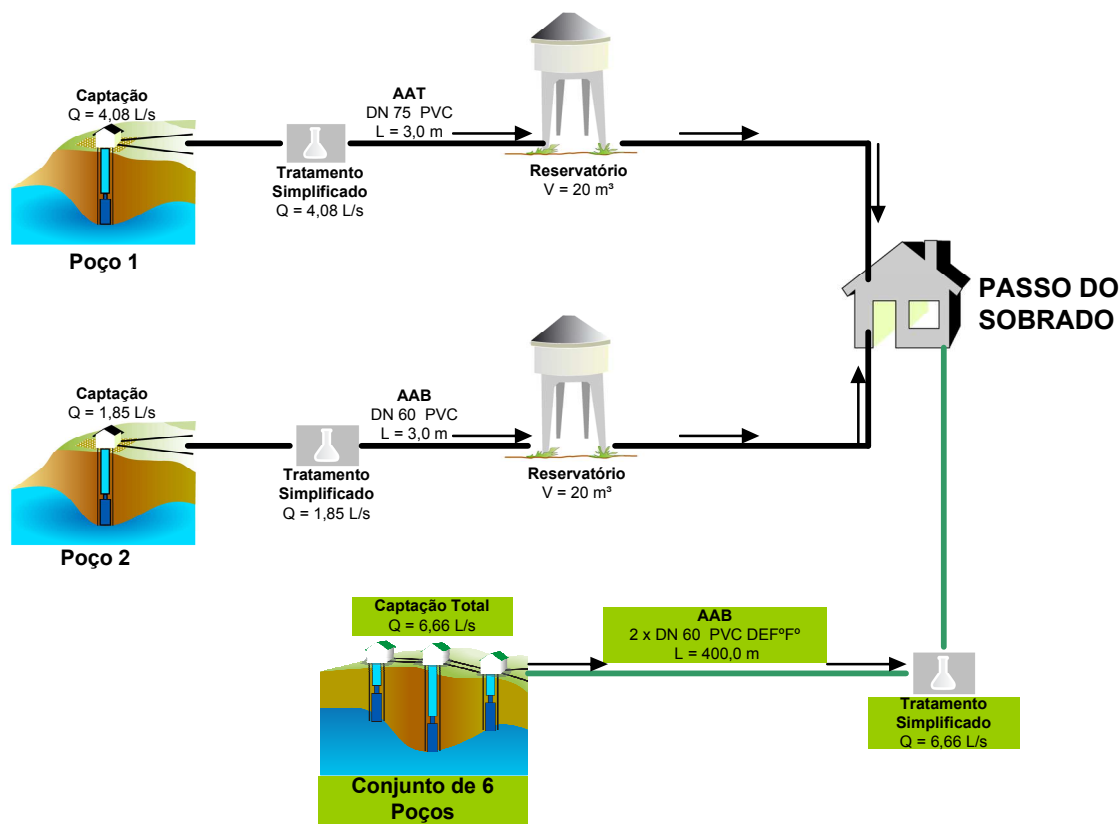 Captação
Q = 4,08 L/s
Poço 1
Tratamento
Simplificado
Q = 4,08 L/s
AAT
DN 75 PVC
L = 3,0 m
Reservatório
V = 20 m³
PASSO DO
SOBRADO
Captação
Q = 1,85 L/s
Poço 2
Tratamento
Simplificado
Q = 1,85 L/s
AAB
DN 60 PVC
L = 3,0 m
Reservatório
V = 20 m³
Captação Total
Q = 6,66 L/s
Conjunto de 6
Poços
AAB
2 x DN 60 PVC DEFºFº
L = 400,0 m
Tratamento
Simplificado
Q = 6,66 L/s